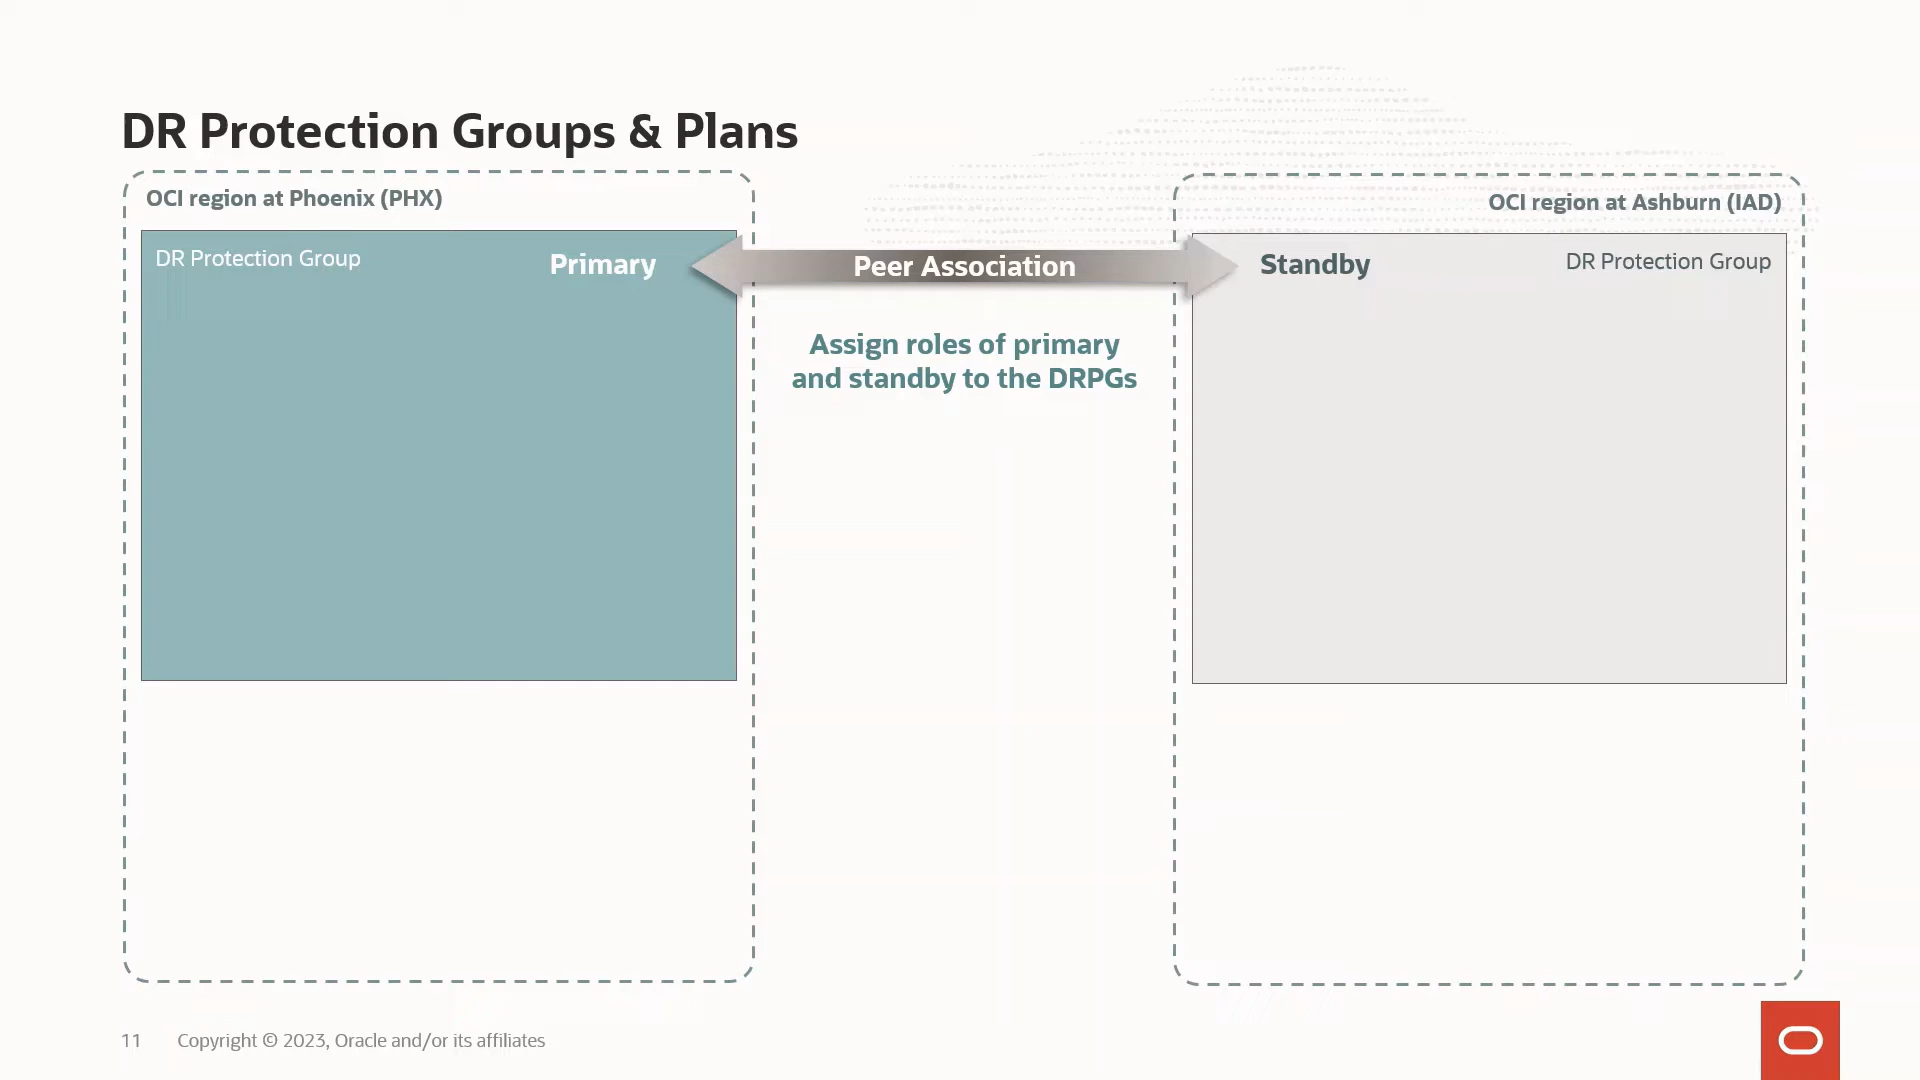 DR Protection Groups & Plans
OCI region at Phoenix (PHX)
DR Protection Group
Primary
Peer Association
Assign roles of primary
and standby to the DRPGs
OCI region at Ashburn (IAD)
Standby
DR Protection Group
11
Copyright © 2023, Oracle and/or its affiliates